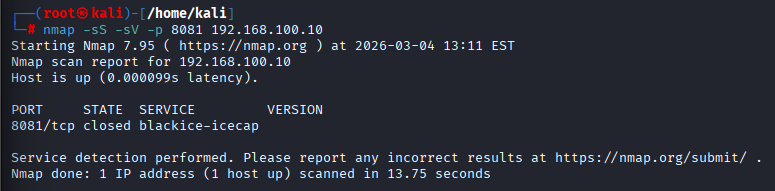 ┌──(root㉿kali)-[/home/kali]
└─# nmap -sS -sV -p 8081 192.168.100.10
Starting Nmap 7.95 ( https://nmap.org ) at 2026-03-04 13:11 EST
Nmap scan report for 192.168.100.10
Host is up (0.000099s latency).

PORT     STATE  SERVICE         VERSION
8081/tcp closed blackice-icecap

Service detection performed. Please report any incorrect results at https://nmap.org/submit/ .
Nmap done: 1 IP address (1 host up) scanned in 13.75 seconds